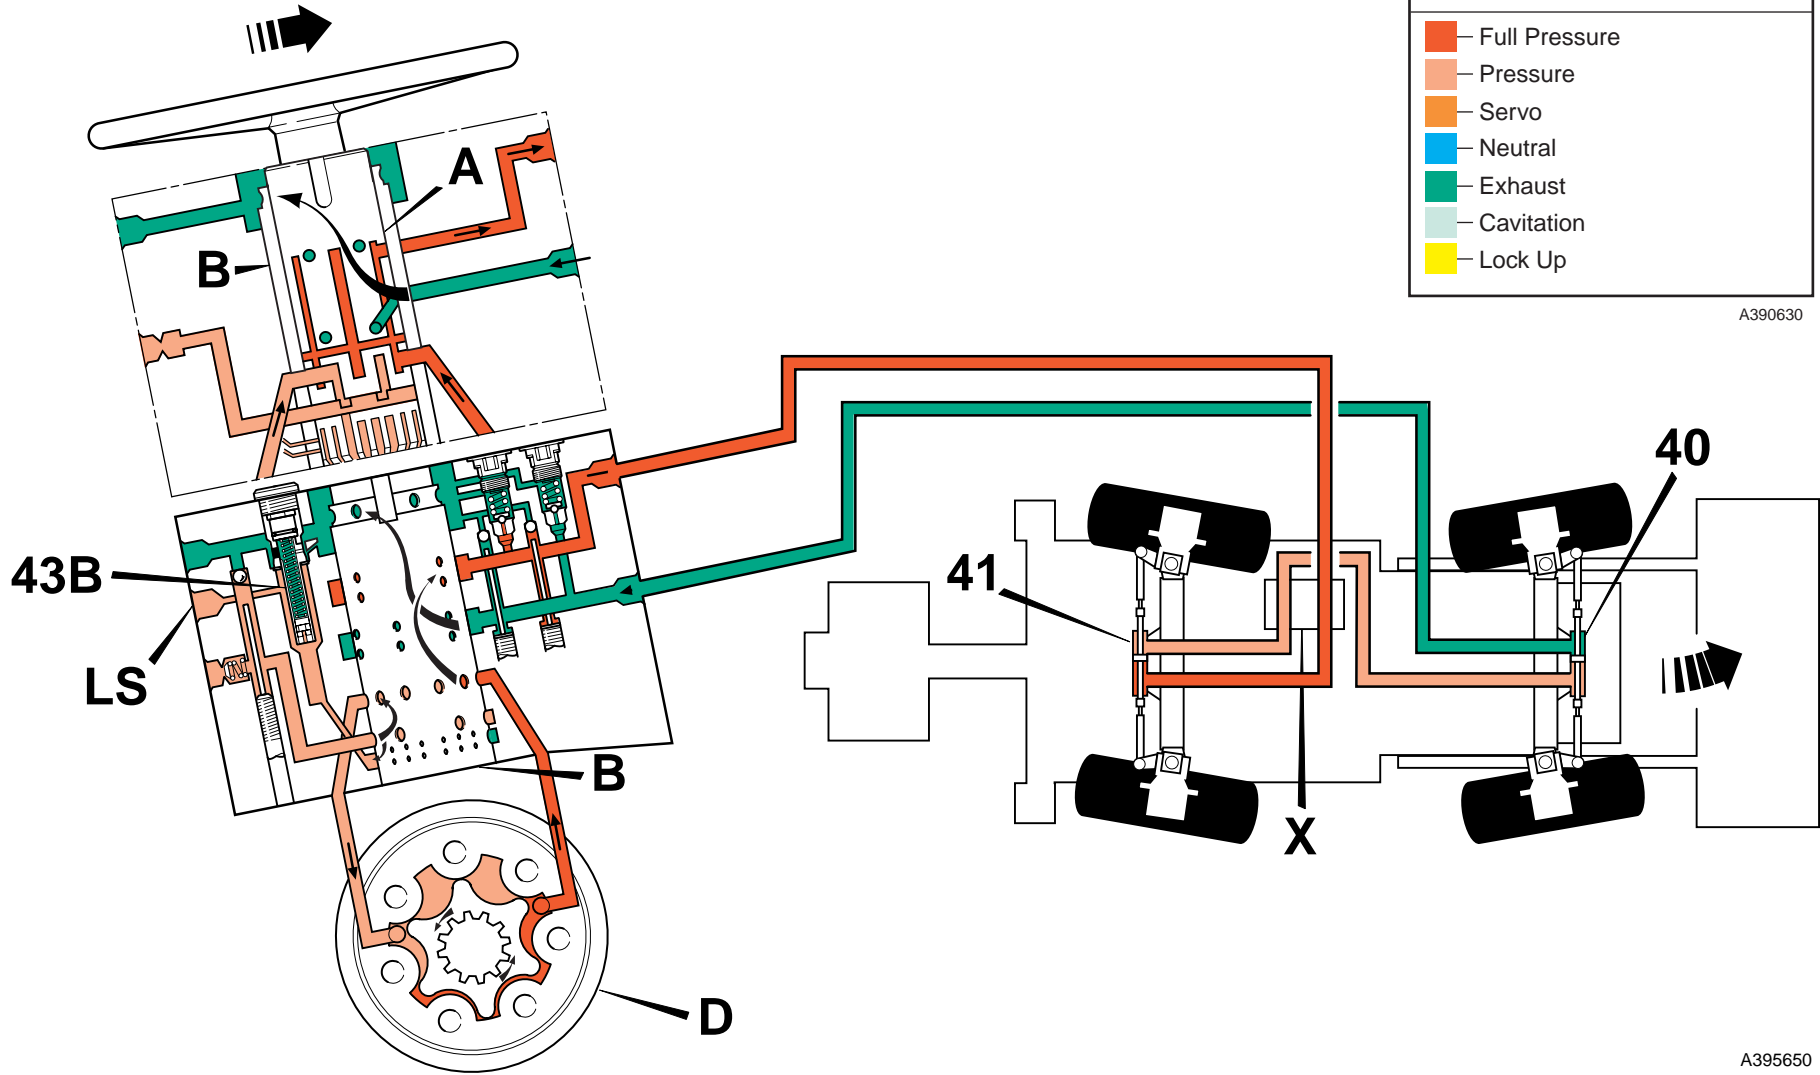 Full Pressure
Pressure
Servo
Neutral
Exhaust
Cavitation
Lock Up
A390630
A
B
40
41
43B
LS
B
X
D
A395650